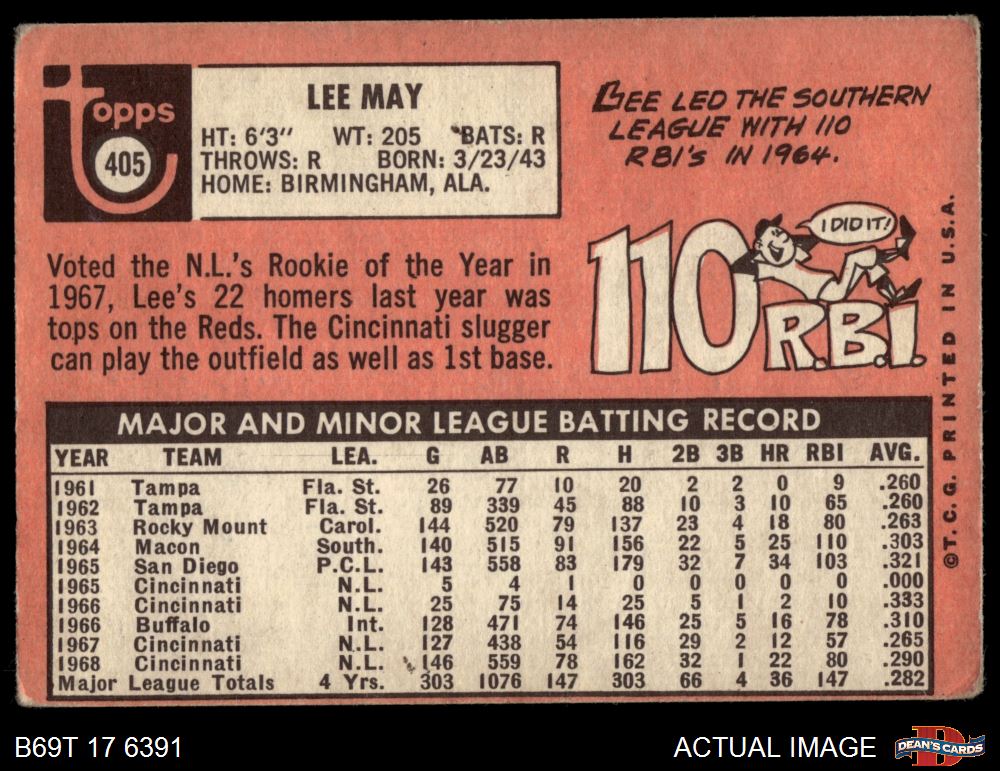 topps
405
LEE MAY
HT: 6'3" WT: 205 BATS: R
THROWS: R BORN: 3/23/43
HOME: BIRMINGHAM, ALA.
LEE LED THE SOUTHERN
LEAGUE WITH 110
RBI'S IN 1964.
I DID IT!
110
R.B.I.
Voted the N.L.'s Rookie of the Year in
1967, Lee's 22 homers last year was
tops on the Reds. The Cincinnati slugger
can play the outfield as well as 1st base.
MAJOR AND MINOR LEAGUE BATTING RECORD
YEAR TEAM LEA. G AB R H 2B 3B HR RBI AVG.
1961 Tampa Fla. St. 26 77 10 20 2 2 0 9 .260
1962 Tampa Fla. St. 89 339 45 88 10 3 10 65 .260
1963 Rocky Mount Carol. 144 520 79 137 23 4 18 80 .263
1964 Macon South. 140 515 91 156 22 5 25 110 .303
1965 San Diego P.C.L. 143 558 83 179 32 7 34 103 .321
1965 Cincinnati N.L. 5 4 1 0 0 0 0 0 .000
1966 Cincinnati N.L. 25 75 14 25 5 1 2 10 .333
1966 Buffalo Int. 128 471 74 146 25 5 16 78 .310
1967 Cincinnati N.L. 127 438 54 116 29 2 12 57 .265
1968 Cincinnati N.L. 146 559 78 162 32 1 22 80 .290
Major League Totals 4 Yrs. 303 1076 147 303 66 4 36 147 .282
©T.C.G. PRINTED IN U.S.A.
B69T 17 6391
ACTUAL IMAGE
D
DEAN'S CARDS